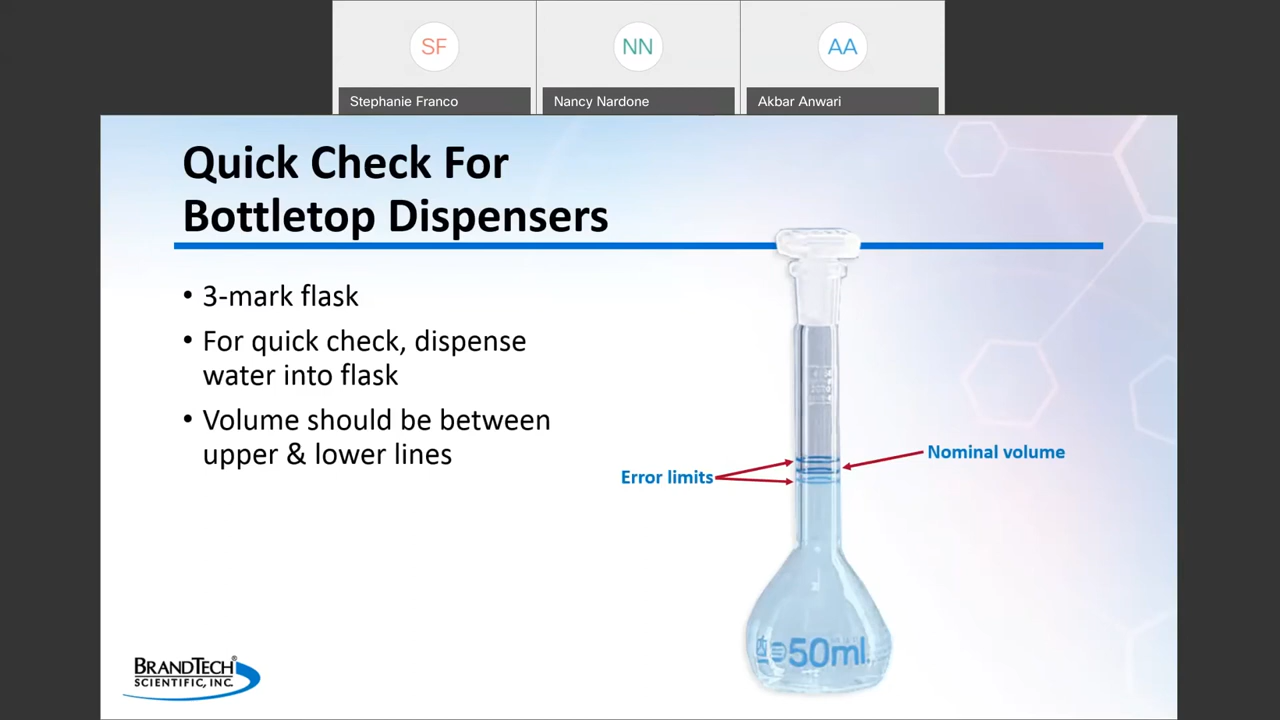 SF
NN
AA
Stephanie Franco
Nancy Nardone
Akbar Anwari
Quick Check For
Bottletop Dispensers
• 3-mark flask
• For quick check, dispense
water into flask
• Volume should be between
upper & lower lines
Nominal volume
Error limits
50ml
BRANDTECH®
SCIENTIFIC, INC.